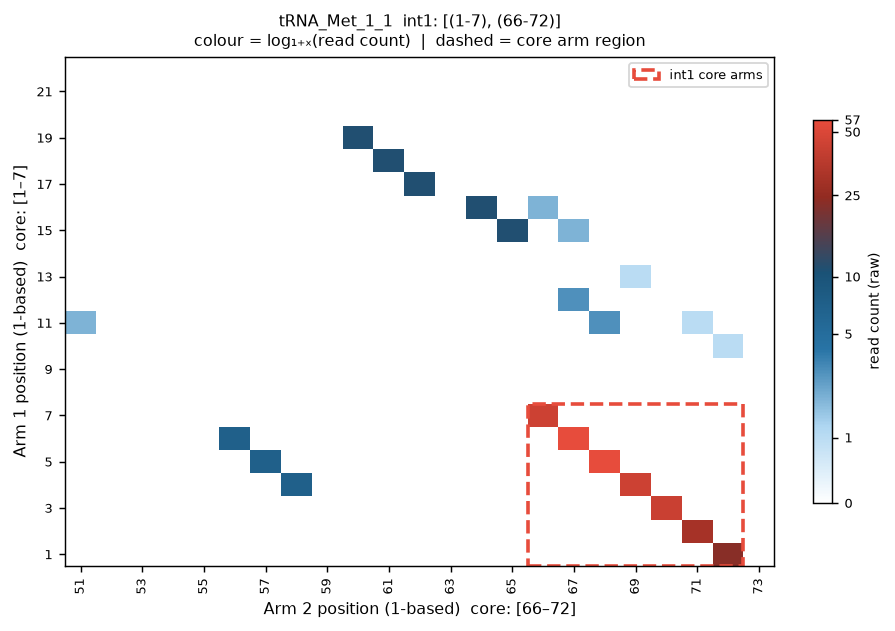 tRNA_Met_1_1  int1: [(1-7), (66-72)]
colour = log₁₊ₓ(read count)  |  dashed = core arm region
int1 core arms
Arm 1 position (1-based)  core: [1–7]
21
19
17
15
13
11
9
7
5
3
1
51 53 55 57 59 61 63 65 67 69 71 73
Arm 2 position (1-based)  core: [66–72]
57
50
25
10
5
1
0
read count (raw)